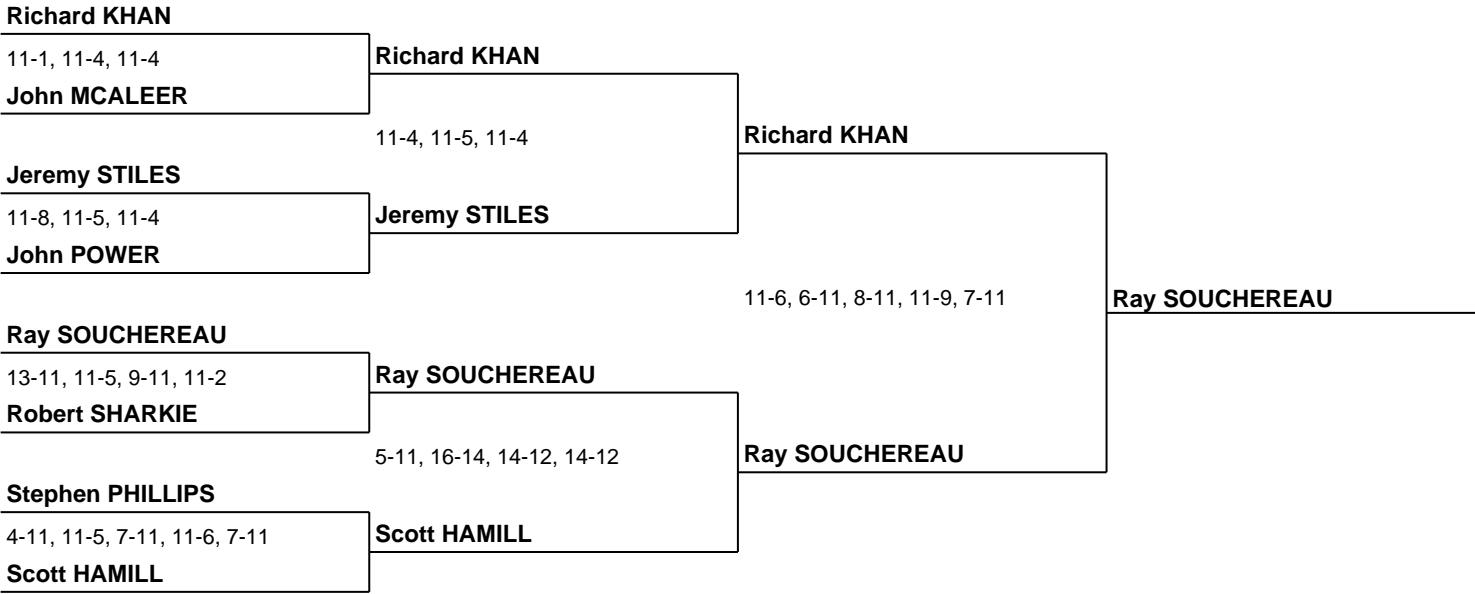 Richard KHAN
11-1, 11-4, 11-4
John MCALEER
Richard KHAN
11-4, 11-5, 11-4
Jeremy STILES
11-8, 11-5, 11-4
John POWER
Jeremy STILES
Richard KHAN
11-6, 6-11, 8-11, 11-9, 7-11
Ray SOUCHEREAU
Ray SOUCHEREAU
13-11, 11-5, 9-11, 11-2
Robert SHARKIE
Ray SOUCHEREAU
5-11, 16-14, 14-12, 14-12
Ray SOUCHEREAU
Stephen PHILLIPS
4-11, 11-5, 7-11, 11-6, 7-11
Scott HAMILL
Scott HAMILL